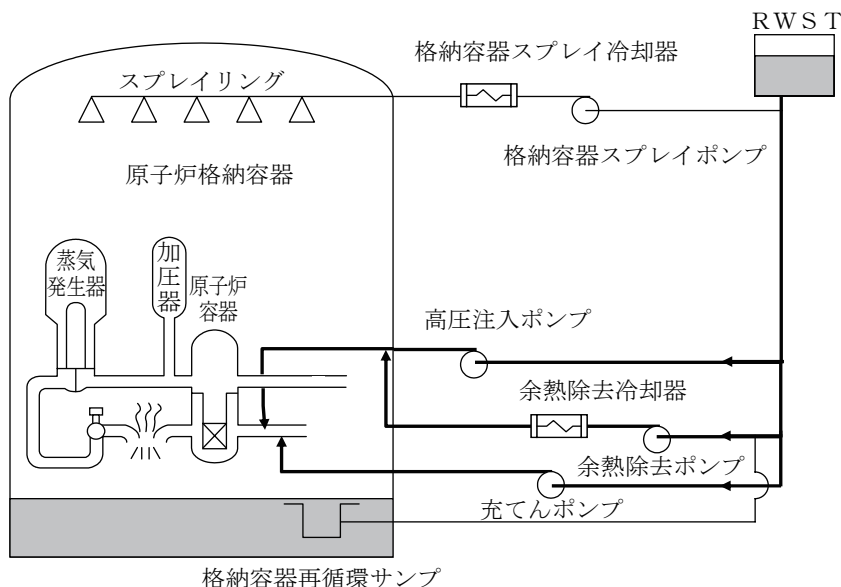 RWST
格納容器スプレイ冷却器
スプレイリング
格納容器スプレイポンプ
原子炉格納容器
蒸気
発生器
加圧器
原子炉
容器
高圧注入ポンプ
余熱除去冷却器
余熱除去ポンプ
充てんポンプ
格納容器再循環サンプ